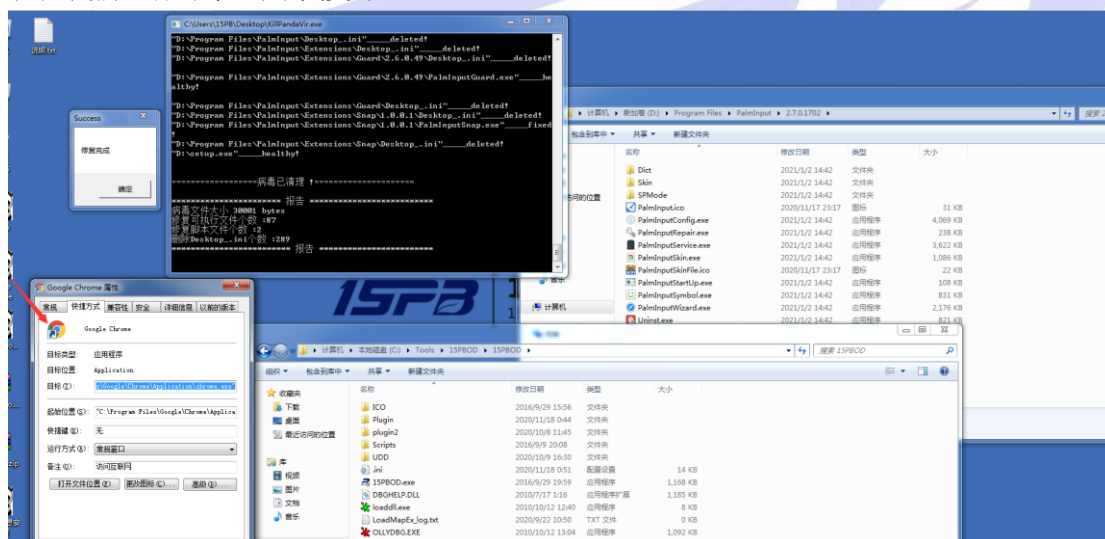 说明.txt
C:\Users\15PB\Desktop\KillPandaVir.exe
"D:\Program Files\PalmInput\Desktop_.ini"_____deleted!
"D:\Program Files\PalmInput\Extensions\Desktop_.ini"_____deleted!
"D:\Program Files\PalmInput\Extensions\Guard\2.6.0.49\Desktop_.ini"_____deleted!
"D:\Program Files\PalmInput\Extensions\Guard\2.6.0.49\PalmInputGuard.exe"_____he
althy!
"D:\Program Files\PalmInput\Extensions\Guard\Desktop_.ini"_____deleted!
"D:\Program Files\PalmInput\Extensions\Snap\1.0.0.1\Desktop_.ini"_____deleted!
"D:\Program Files\PalmInput\Extensions\Snap\1.0.0.1\PalmInputSnap.exe"_____fixed
!
"D:\Program Files\PalmInput\Extensions\Snap\Desktop_.ini"_____deleted!
"D:\setup.exe"_____healthy!
==================病毒已清理 !=====================
********************* 报告 ************************
病毒文件大小 30001 bytes
修复可执行文件个数 :87
修复脚本文件个数 :2
删除Desktop_.ini个数 :289
********************* 报告 ************************
Success
修复完成
确定
计算机 新加卷 (D:) Program Files PalmInput 2.7.0.1702
包含到库中 共享 新建文件夹
名称 修改日期 类型 大小
Dict 2021/1/2 14:42 文件夹
Skin 2021/1/2 14:42 文件夹
SPMode 2021/1/2 14:42 文件夹
PalmInput.ico 2020/11/17 23:17 图标 31 KB
PalmInputConfig.exe 2021/1/2 14:42 应用程序 4,069 KB
PalmInputRepair.exe 2021/1/2 14:42 应用程序 238 KB
PalmInputService.exe 2021/1/2 14:42 应用程序 3,622 KB
PalmInputSkin.exe 2021/1/2 14:42 应用程序 1,086 KB
PalmInputSkinFile.ico 2020/11/17 23:17 图标 22 KB
PalmInputStartUp.exe 2021/1/2 14:42 应用程序 108 KB
PalmInputSymbol.exe 2021/1/2 14:42 应用程序 831 KB
PalmInputWizard.exe 2021/1/2 14:42 应用程序 2,176 KB
Uninst.exe 2021/1/2 14:42 应用程序 821 KB
问的位置
音乐
计算机
15PB
Google Chrome 属性
常规 快捷方式 兼容性 安全 详细信息 以前的版本
Google Chrome
目标类型: 应用程序
目标位置: Application
目标(T): \Google\Chrome\Application\chrome.exe"
起始位置(S): "C:\Program Files\Google\Chrome\Applica
快捷键(K): 无
运行方式(R): 常规窗口
备注(O): 访问互联网
打开文件位置(F) 更改图标(C)... 高级(D)...
计算机 本地磁盘 (C:) Tools 15PBOD 15PBOD
搜索 15PBOD
组织 包含到库中 共享 新建文件夹
收藏夹
下载
桌面
最近访问的位置
库
视频
图片
文档
音乐
名称 修改日期 类型 大小
ICO 2016/9/29 15:56 文件夹
Plugin 2020/11/18 0:44 文件夹
plugin2 2020/10/8 11:45 文件夹
Scripts 2016/9/9 20:08 文件夹
UDD 2020/10/9 16:30 文件夹
.ini 2020/11/18 0:51 配置设置 14 KB
15PBOD.exe 2016/9/29 19:59 应用程序 1,168 KB
DBGHELP.DLL 2010/7/17 1:16 应用程序扩展 1,185 KB
loaddll.exe 2010/10/12 12:40 应用程序 8 KB
LoadMapEx_log.txt 2020/9/22 10:50 TXT 文件 0 KB
OLLYDBG.EXE 2010/10/12 13:04 应用程序 1,092 KB